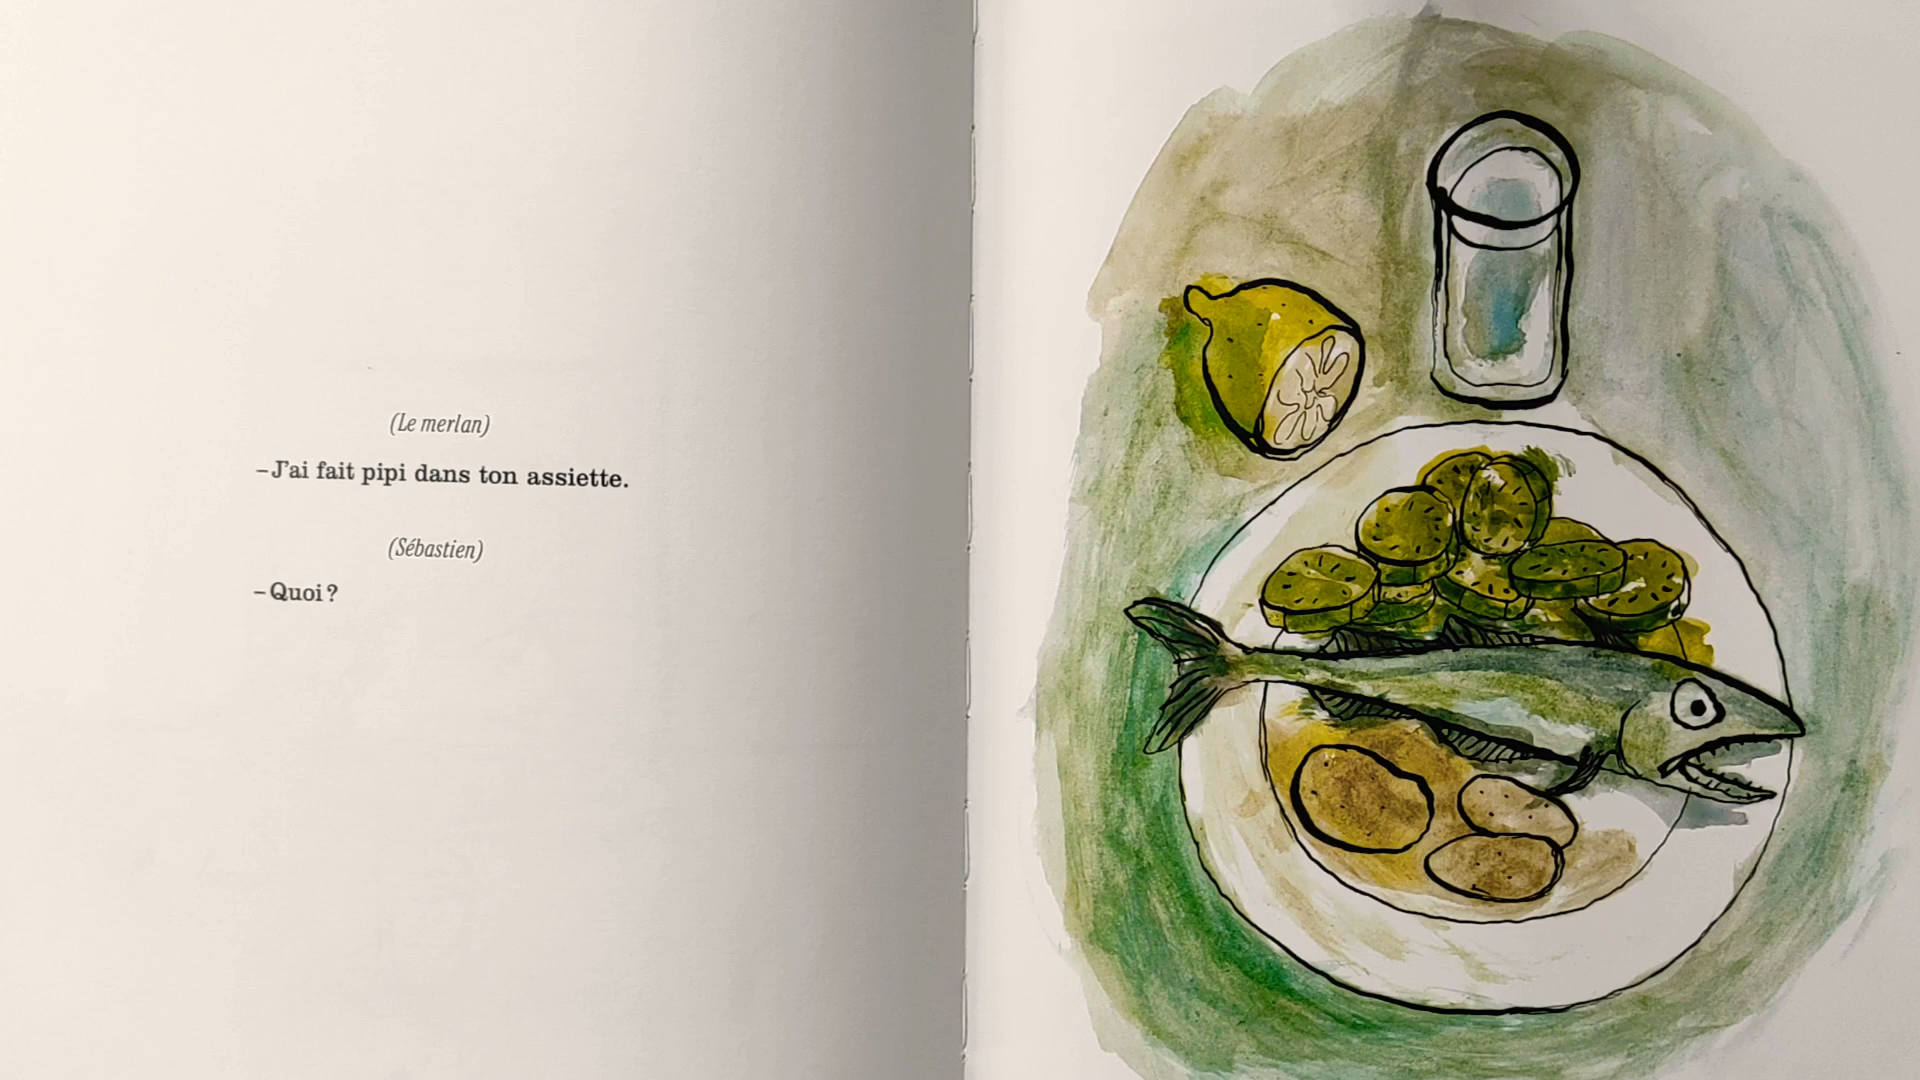 (Le merlan)
–J'ai fait pipi dans ton assiette.
(Sébastien)
–Quoi ?